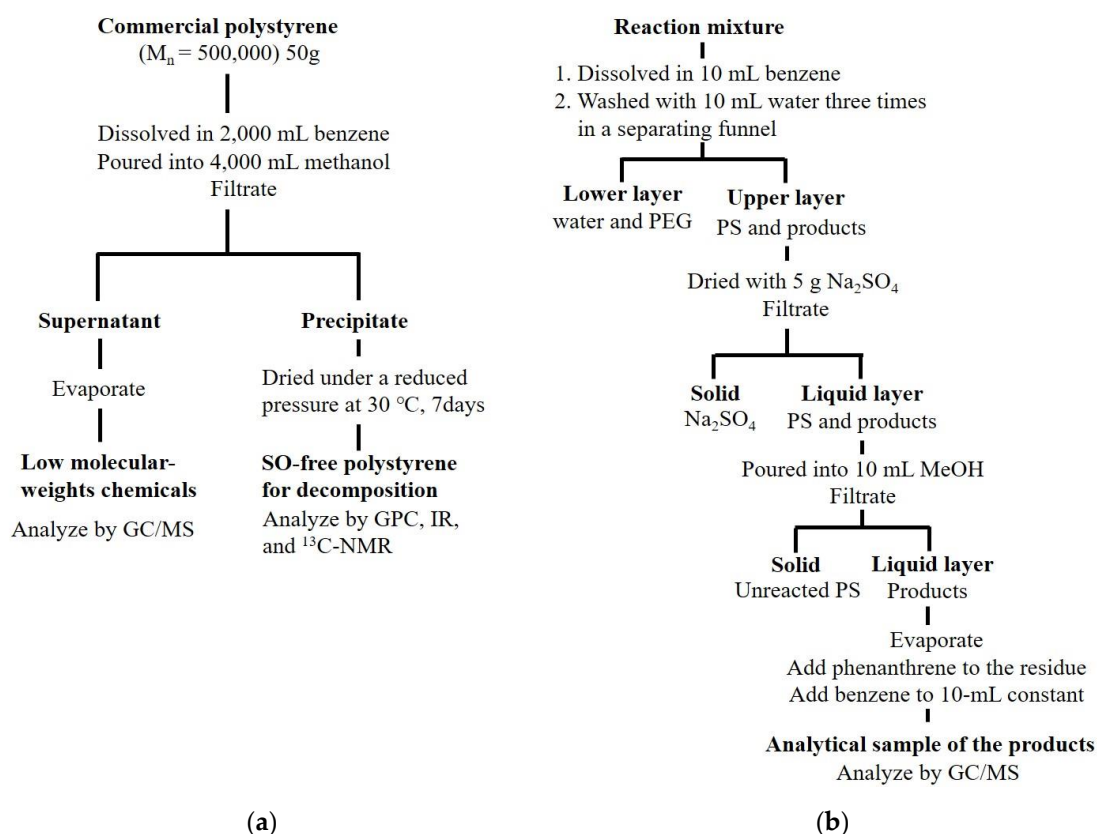 Commercial polystyrene
(Mn = 500,000) 50g
Dissolved in 2,000 mL benzene
Poured into 4,000 mL methanol
Filtrate
Supernatant
Evaporate
Low molecular-
weights chemicals
Analyze by GC/MS
Precipitate
Dried under a reduced
pressure at 30 ℃, 7days
SO-free polystyrene
for decomposition
Analyze by GPC, IR,
and ¹³C-NMR
(a)
Reaction mixture
1. Dissolved in 10 mL benzene
2. Washed with 10 mL water three times
in a separating funnel
Lower layer
water and PEG
Upper layer
PS and products
Dried with 5 g Na₂SO₄
Filtrate
Solid
Na₂SO₄
Liquid layer
PS and products
Poured into 10 mL MeOH
Filtrate
Solid
Unreacted PS
Liquid layer
Products
Evaporate
Add phenanthrene to the residue
Add benzene to 10-mL constant
Analytical sample of the products
Analyze by GC/MS
(b)